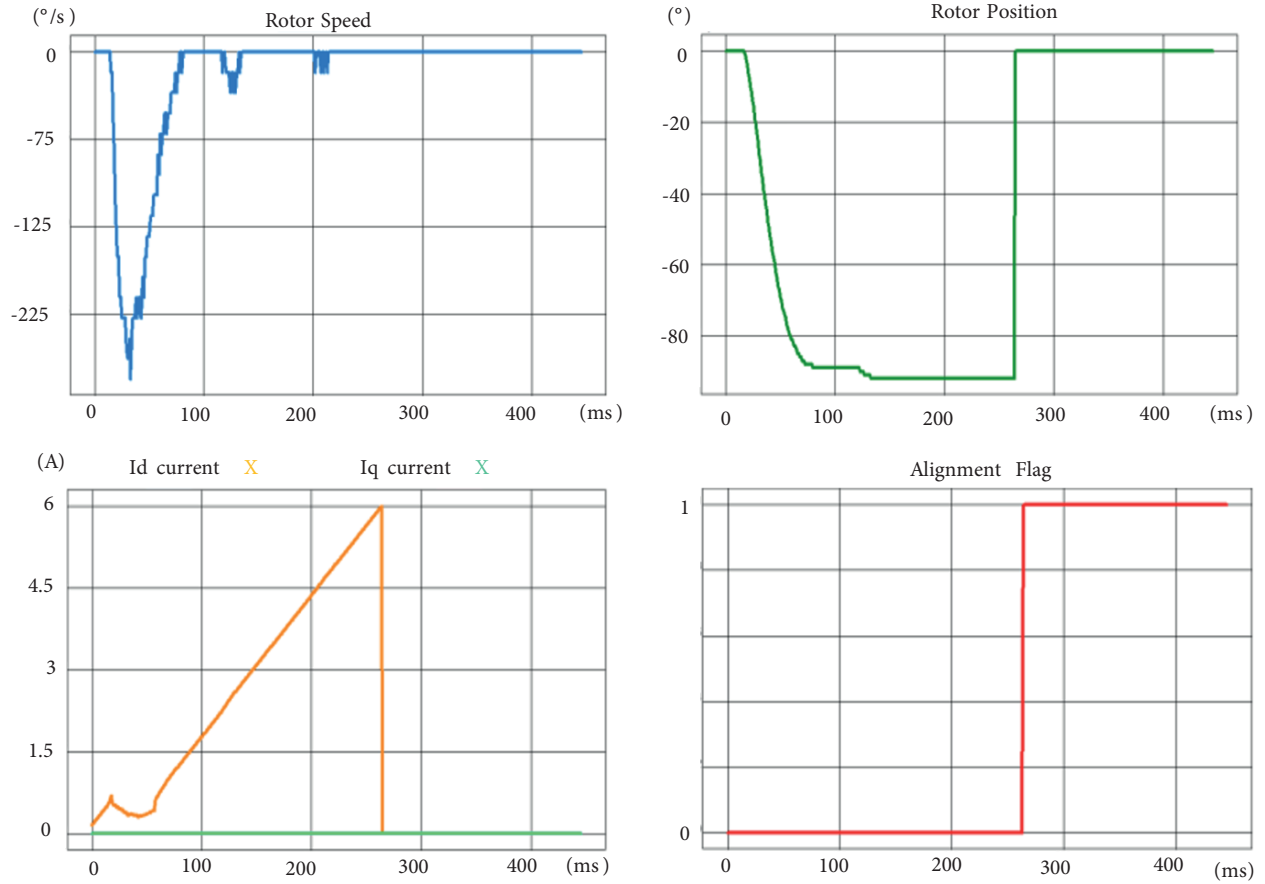 (°/s)
Rotor Speed
0
-75
-125
-225
0 100 200 300 400 (ms)
(°)
Rotor Position
0
-20
-40
-60
-80
0 100 200 300 400 (ms)
(A)
Id current X Iq current X
6
4.5
3
1.5
0
0 100 200 300 400 (ms)
Alignment Flag
1
0
0 100 200 300 400 (ms)